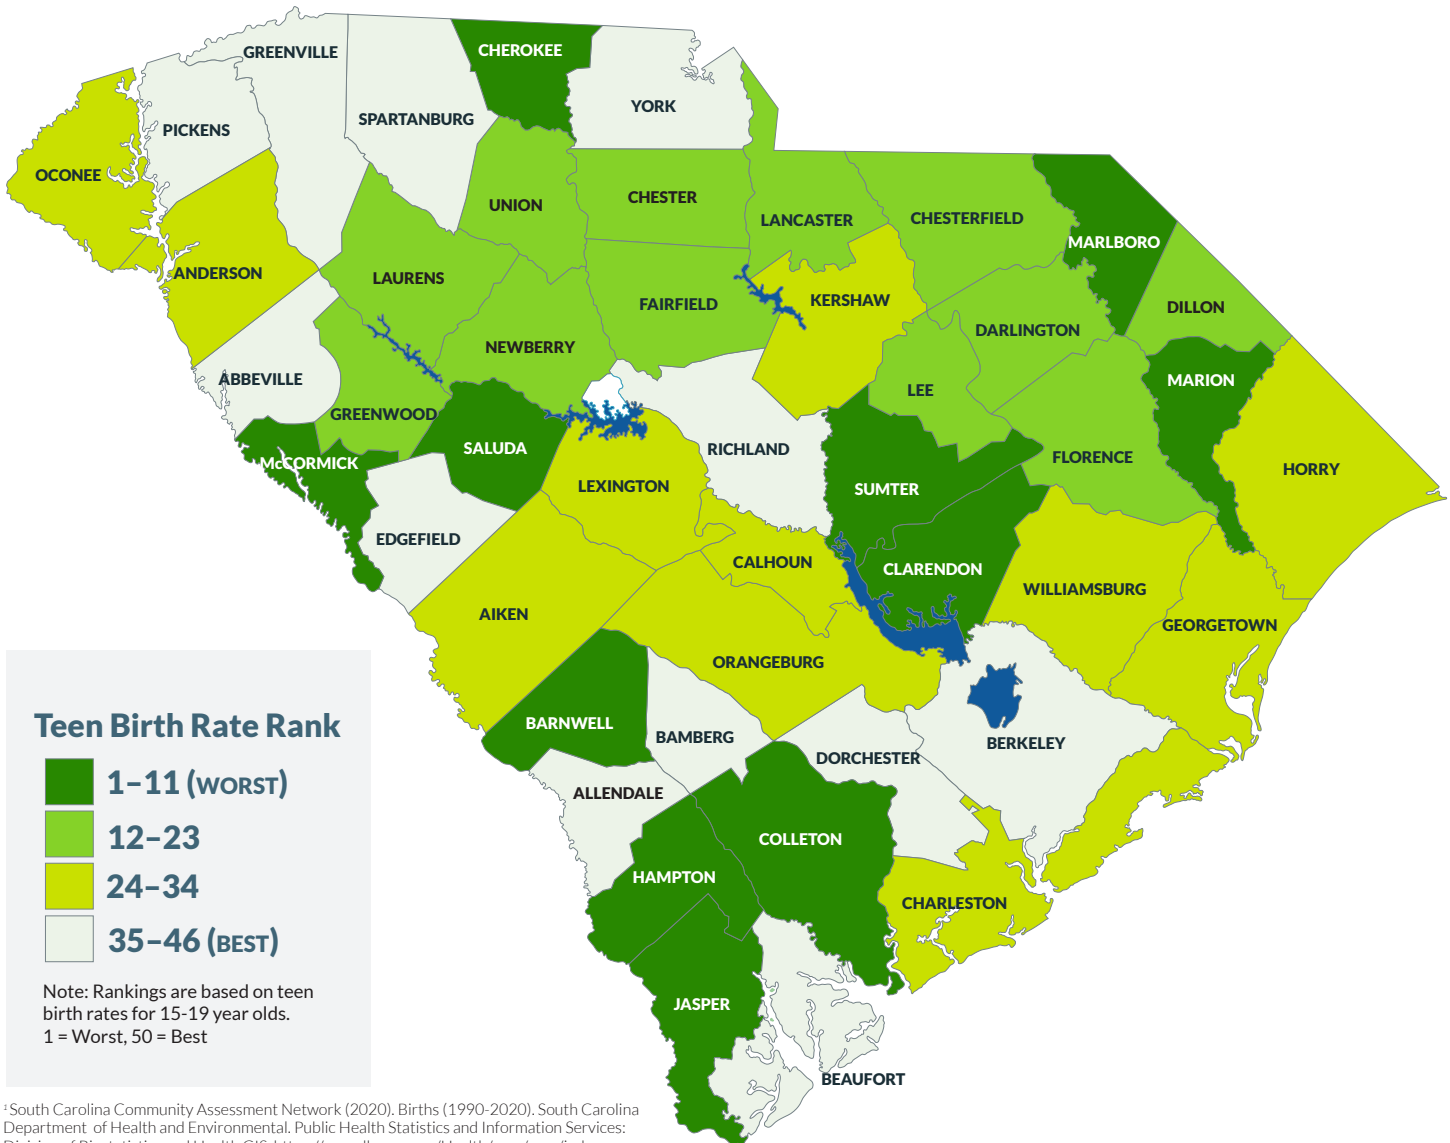 GREENVILLE
CHEROKEE
SPARTANBURG
YORK
PICKENS
OCONEE
UNION
CHESTER
LANCASTER
CHESTERFIELD
MARLBORO
ANDERSON
LAURENS
FAIRFIELD
KERSHAW
DILLON
DARLINGTON
NEWBERRY
ABBEVILLE
LEE
MARION
GREENWOOD
SALUDA
RICHLAND
McCORMICK
FLORENCE
HORRY
LEXINGTON
SUMTER
EDGEFIELD
CALHOUN
CLARENDON
WILLIAMSBURG
AIKEN
GEORGETOWN
ORANGEBURG
BARNWELL
BAMBERG
BERKELEY
DORCHESTER
ALLENDALE
COLLETON
HAMPTON
CHARLESTON
JASPER
BEAUFORT
Teen Birth Rate Rank
1–11 (WORST)
12–23
24–34
35–46 (BEST)
Note: Rankings are based on teen
birth rates for 15-19 year olds.
1 = Worst, 50 = Best
¹South Carolina Community Assessment Network (2020). Births (1990-2020). South Carolina
Department of Health and Environmental. Public Health Statistics and Information Services: